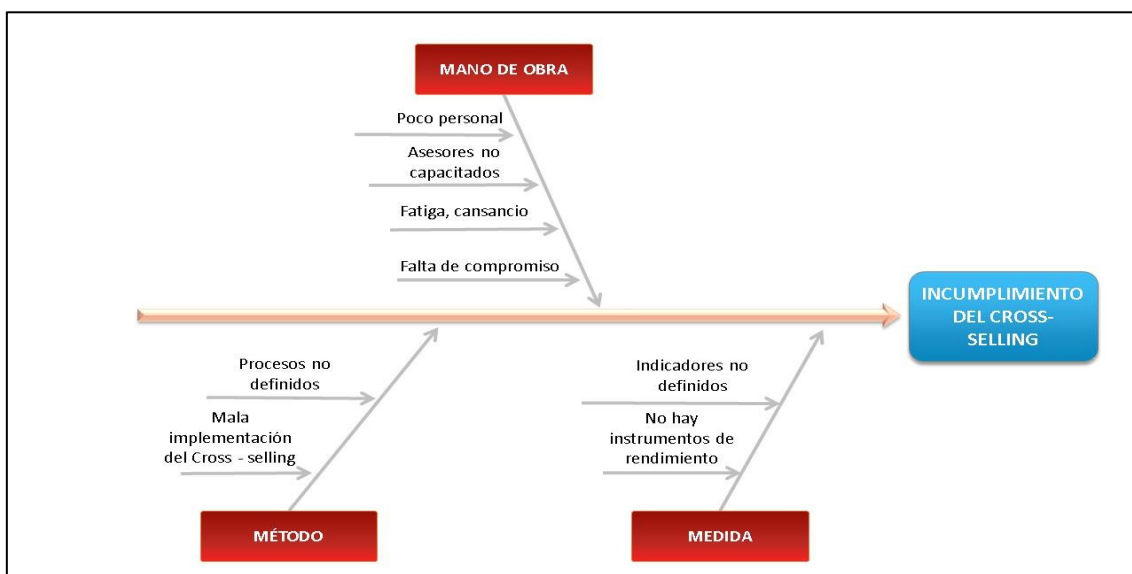 MANO DE OBRA
Poco personal
Asesores no
capacitados
Fatiga, cansancio
Falta de compromiso
INCUMPLIMIENTO
DEL CROSS-
SELLING
Procesos no
definidos
Mala
implementación
del Cross - selling
MÉTODO
Indicadores no
definidos
No hay
instrumentos de
rendimiento
MEDIDA